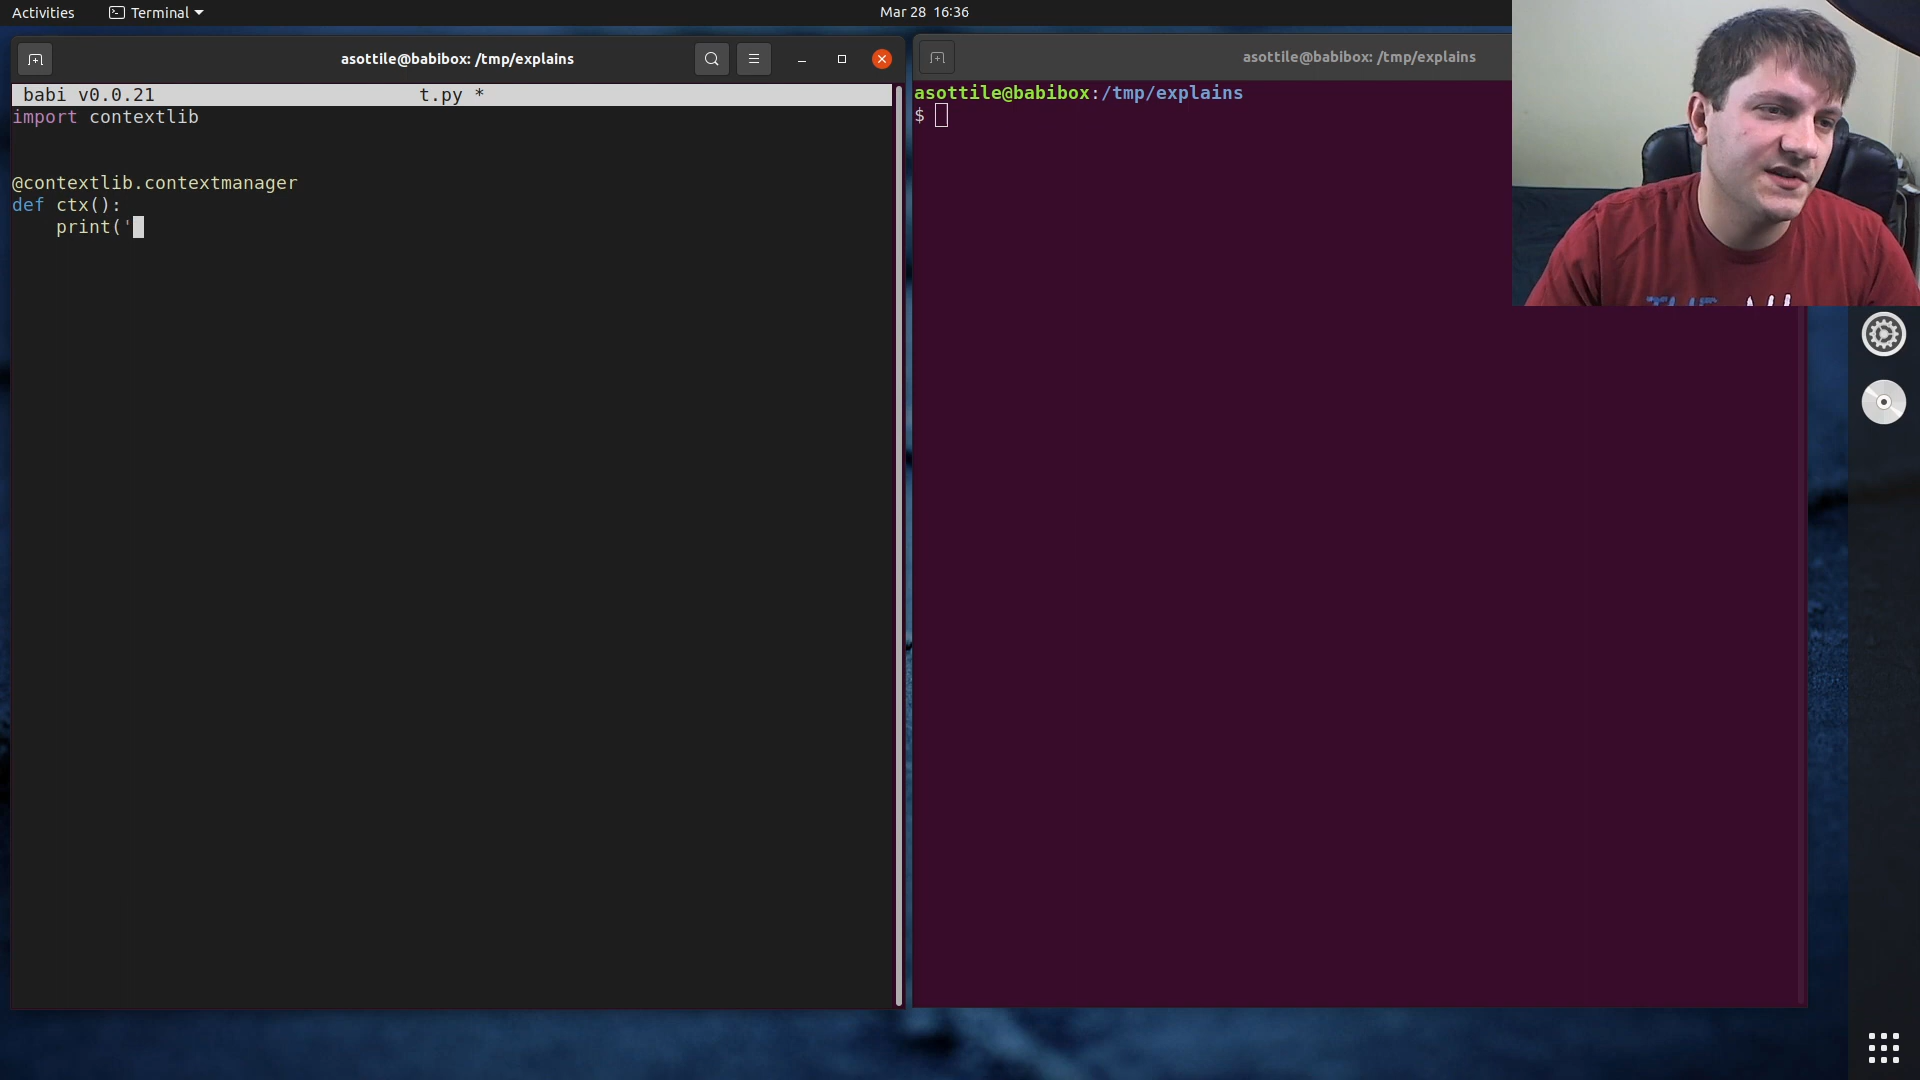 Activities
Terminal
Mar 28 16:36
asottile@babibox: /tmp/explains
babi v0.0.21 t.py *
import contextlib
@contextlib.contextmanager
def ctx():
    print('
asottile@babibox: /tmp/explains
asottile@babibox:/tmp/explains
$
THE